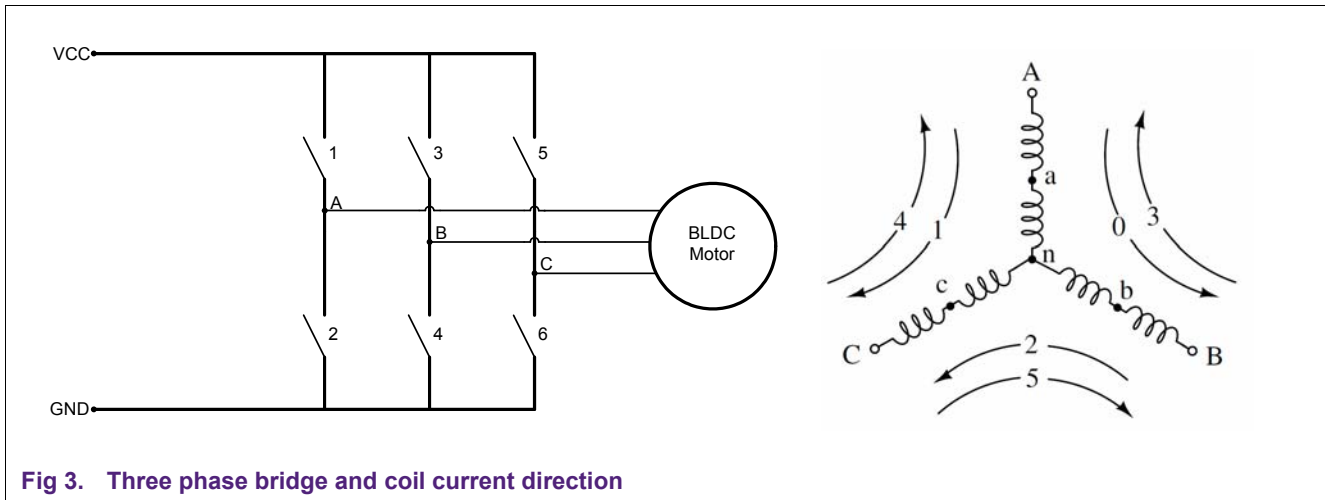 VCC
1
3
5
A
B
C
BLDC
Motor
2
4
6
GND
A
a
4
1
0
3
n
c
b
C
B
2
5
Fig 3. Three phase bridge and coil current direction